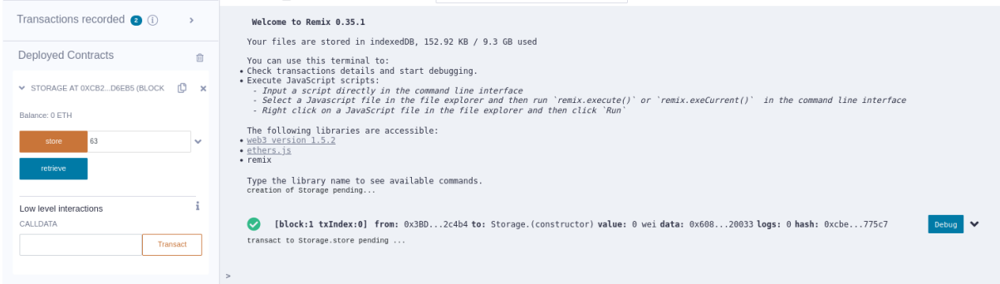 Transactions recorded 2 i >
Deployed Contracts
STORAGE AT 0XCB2...D6EB5 (BLOCK
Balance: 0 ETH
store 63
retrieve
Low level interactions i
CALLDATA
Transact
Welcome to Remix 0.35.1
Your files are stored in indexedDB, 152.92 KB / 9.3 GB used
You can use this terminal to:
• Check transactions details and start debugging.
• Execute JavaScript scripts:
- Input a script directly in the command line interface
- Select a Javascript file in the file explorer and then run `remix.execute()` or `remix.exeCurrent()` in the command line interface
- Right click on a JavaScript file in the file explorer and then click `Run`
The following libraries are accessible:
• web3 version 1.5.2
• ethers.js
• remix
Type the library name to see available commands.
creation of Storage pending...
[block:1 txIndex:0] from: 0x3BD...2c4b4 to: Storage.(constructor) value: 0 wei data: 0x608...20033 logs: 0 hash: 0xcbe...775c7 Debug
transact to Storage.store pending ...
>